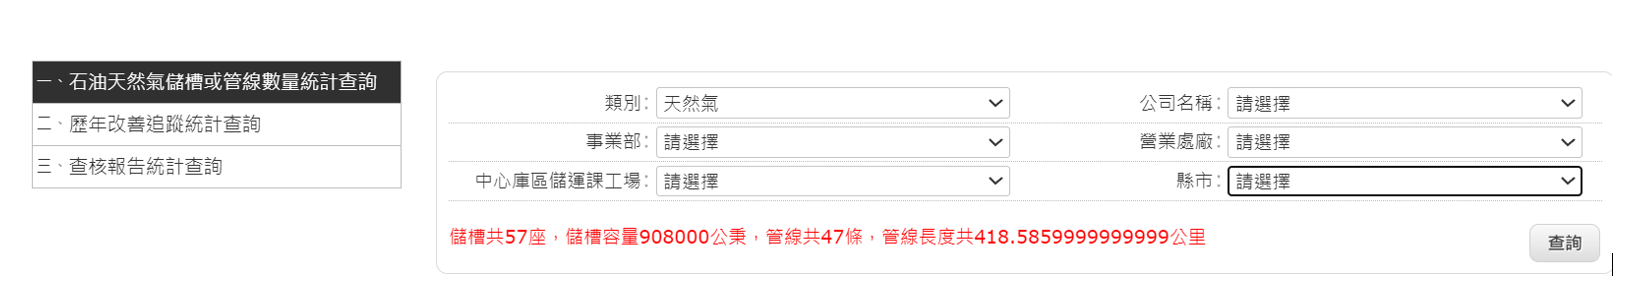 一、石油天然氣儲槽或管線數量統計查詢
二、歷年改善追蹤統計查詢
三、查核報告統計查詢
類別: 天然氣 公司名稱: 請選擇
事業部: 請選擇 營業處廠: 請選擇
中心庫區儲運課工場: 請選擇 縣市: 請選擇
儲槽共57座，儲槽容量908000公秉，管線共47條，管線長度共418.5859999999999公里
查詢